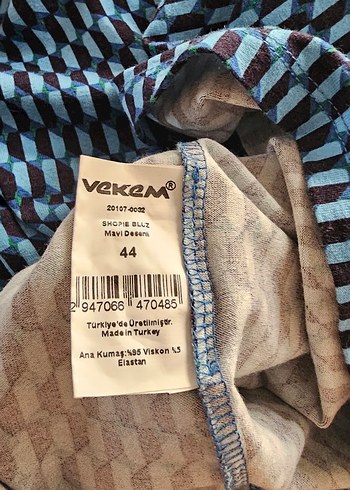 vekem®
20107-0032
SHOPIE BLUZ
Mavi Desenli
44
2 947066 470485
Türkiye'de Üretilmiştir.
Made in Turkey
Ana Kumaş:%95 Viskon %5
Elastan